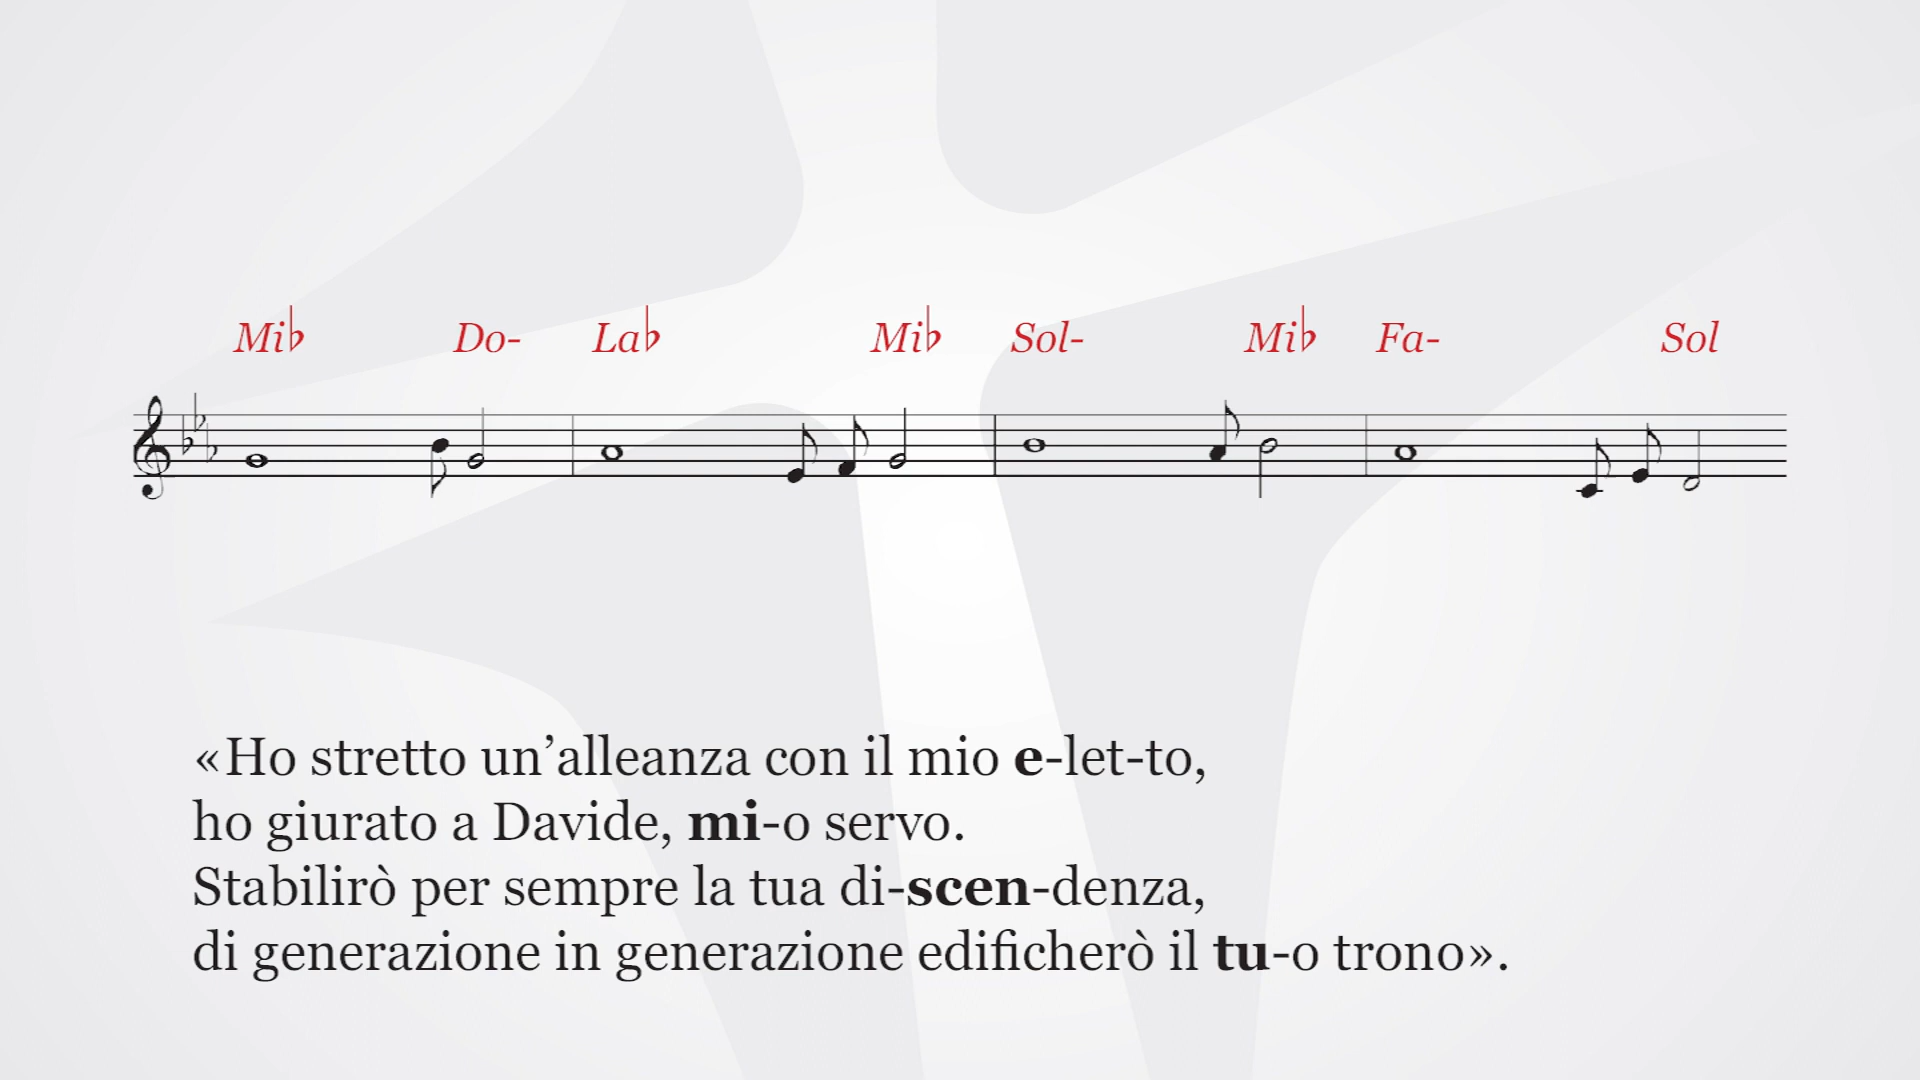 Mi♭ Do- La♭ Mi♭ Sol- Mi♭ Fa- Sol
«Ho stretto un’alleanza con il mio e-let-to,
ho giurato a Davide, mi-o servo.
Stabilirò per sempre la tua di-scen-denza,
di generazione in generazione edificherò il tu-o trono».